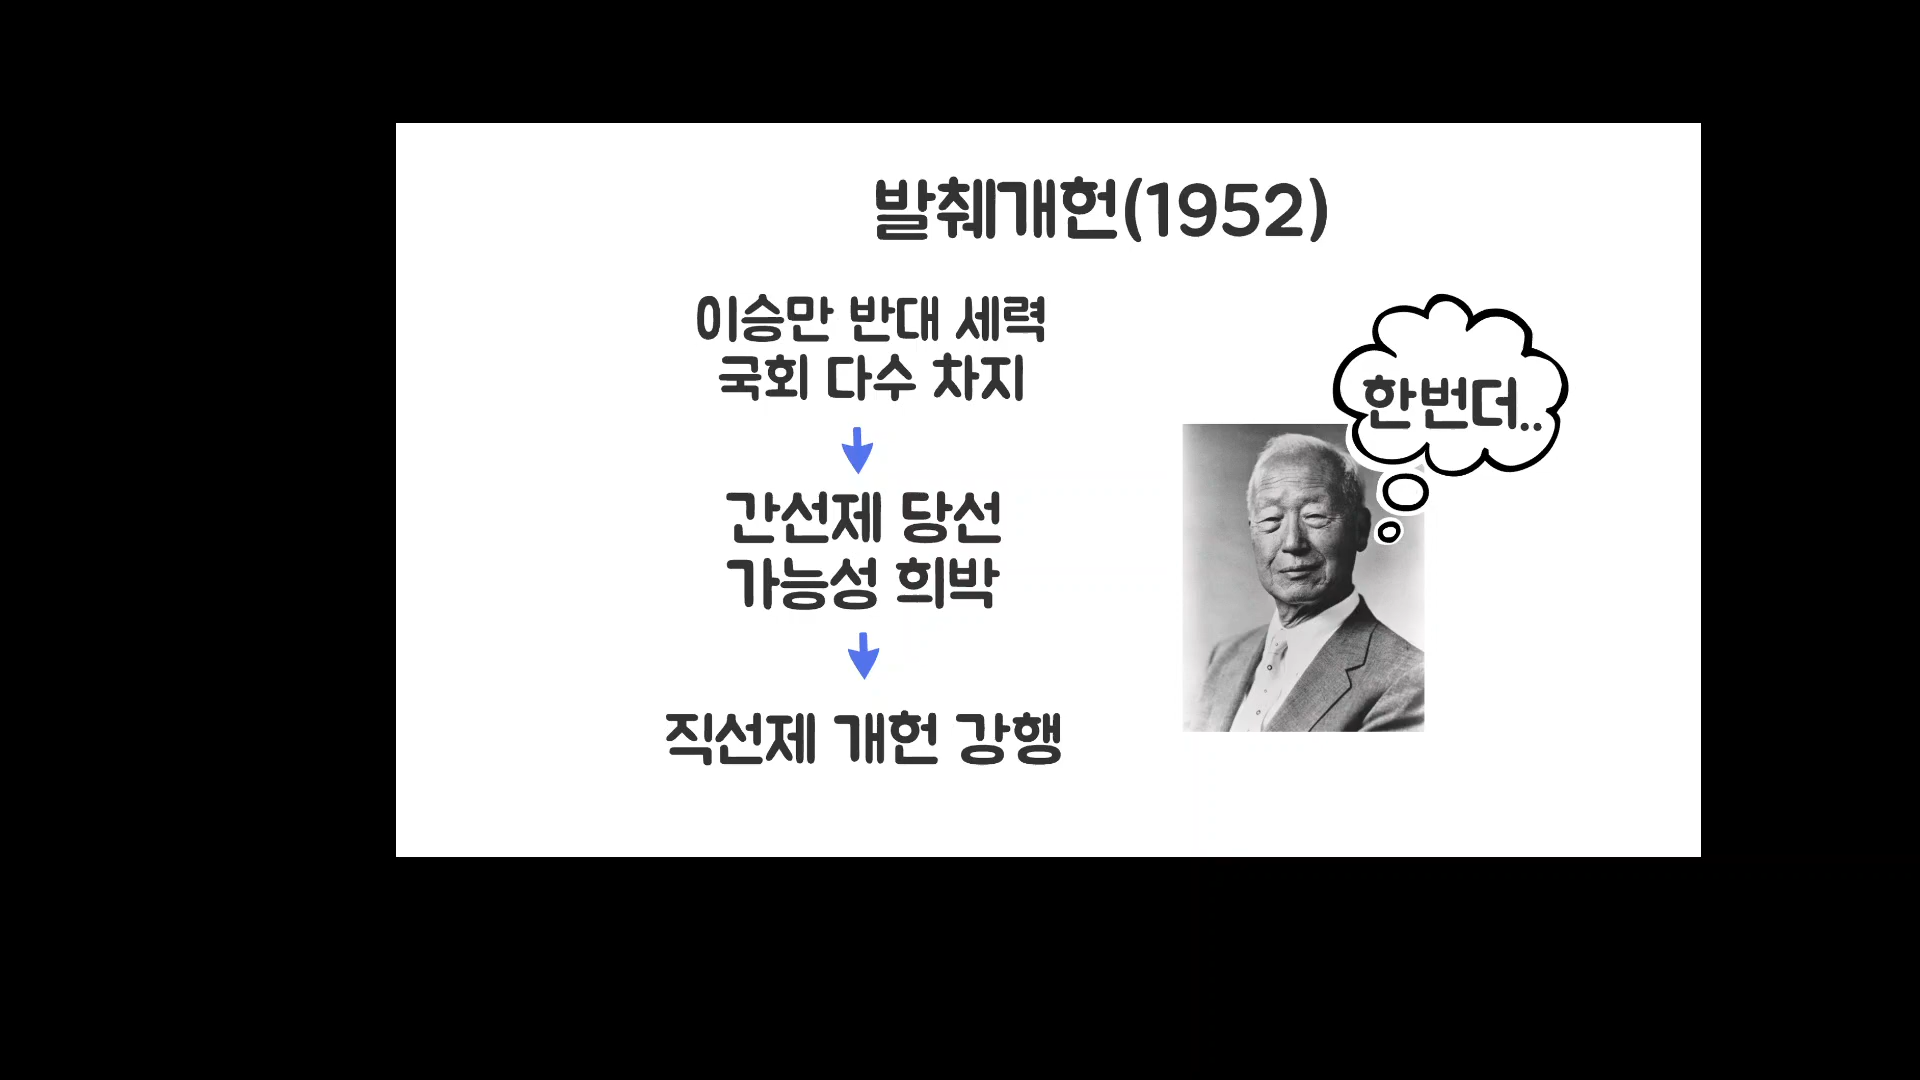 발췌개헌(1952)
이승만 반대 세력
국회 다수 차지
간선제 당선
가능성 희박
직선제 개헌 강행
한번더..